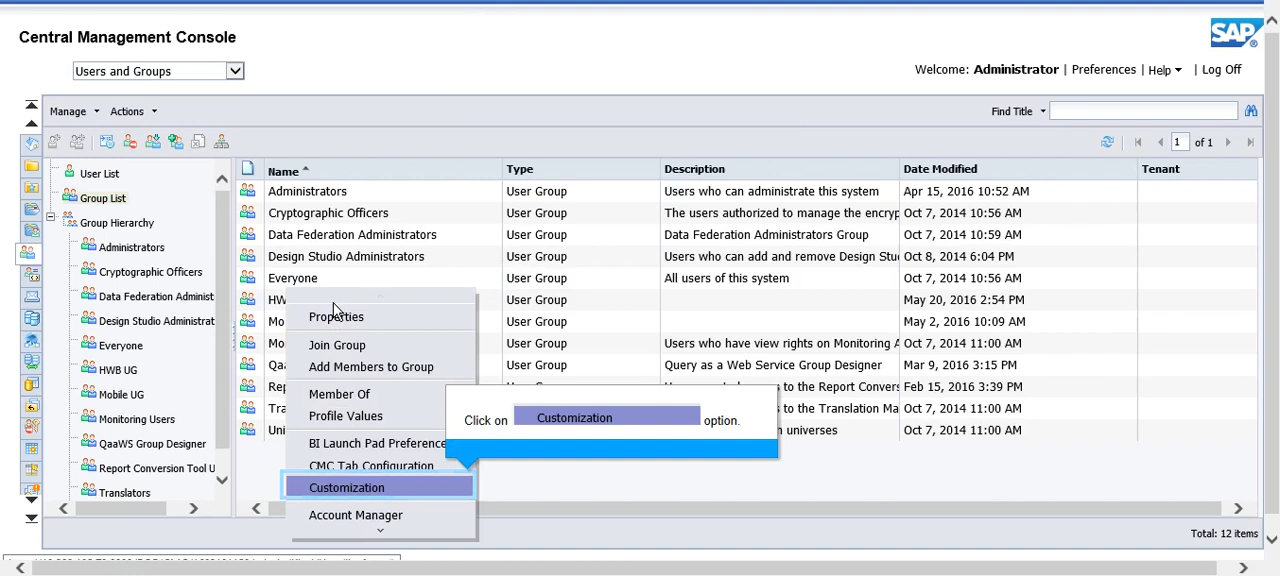 Central Management Console
SAP
Users and Groups
Welcome: Administrator | Preferences | Help | Log Off
Manage Actions
Find Title
1 of 1
User List
Group List
Group Hierarchy
Administrators
Cryptographic Officers
Data Federation Administ
Design Studio Administrat
Everyone
HWB UG
Mobile UG
Monitoring Users
QaaWS Group Designer
Report Conversion Tool U
Translators
Name Type Description Date Modified Tenant
Administrators User Group Users who can administrate this system Apr 15, 2016 10:52 AM
Cryptographic Officers User Group The users authorized to manage the encryp Oct 7, 2014 10:56 AM
Data Federation Administrators User Group Data Federation Administrators Group Oct 7, 2014 10:59 AM
Design Studio Administrators User Group Users who can add and remove Design Stu Oct 8, 2014 6:04 PM
Everyone User Group All users of this system Oct 7, 2014 10:56 AM
HWB User Group May 20, 2016 2:54 PM
Mo User Group May 2, 2016 10:09 AM
Mo User Group Users who have view rights on Monitoring A Oct 7, 2014 11:00 AM
Qaa User Group Query as a Web Service Group Designer Mar 9, 2016 3:15 PM
Rep to the Report Convers Feb 15, 2016 3:39 PM
Tra to the Translation Ma Oct 7, 2014 11:00 AM
Uni universes Oct 7, 2014 11:00 AM
Properties
Join Group
Add Members to Group
Member Of
Profile Values
BI Launch Pad Preference
CMC Tab Configuration
Customization
Account Manager
Click on Customization option.
Total: 12 items